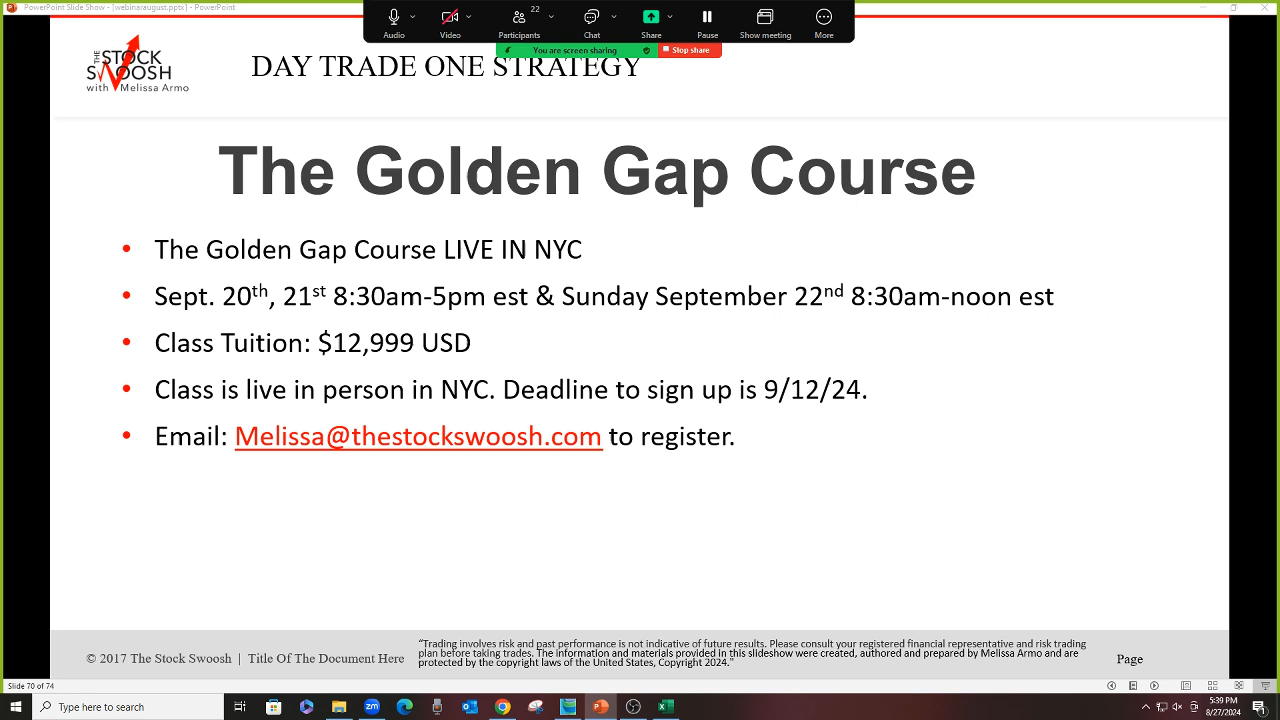 PowerPoint Slide Show - [webinaraugust.pptx] - PowerPoint
22
Audio
Video
Participants
Chat
Share
Pause
Show meeting
More
You are screen sharing
Stop share
THE
STOCK
SWOOSH
with Melissa Armo
DAY TRADE ONE STRATEGY
The Golden Gap Course
• The Golden Gap Course LIVE IN NYC
• Sept. 20th, 21st 8:30am-5pm est & Sunday September 22nd 8:30am-noon est
• Class Tuition: $12,999 USD
• Class is live in person in NYC. Deadline to sign up is 9/12/24.
• Email: Melissa@thestockswoosh.com to register.
© 2017 The Stock Swoosh | Title Of The Document Here
"Trading involves risk and past performance is not indicative of future results. Please consult your registered financial representative and risk trading
plan before taking trades. The information and materials provided in this slideshow were created, authored and prepared by Melissa Armo and are
protected by the copyright laws of the United States, Copyright 2024."
Page
Slide 70 of 74
Type here to search
5:39 PM
8/27/2024